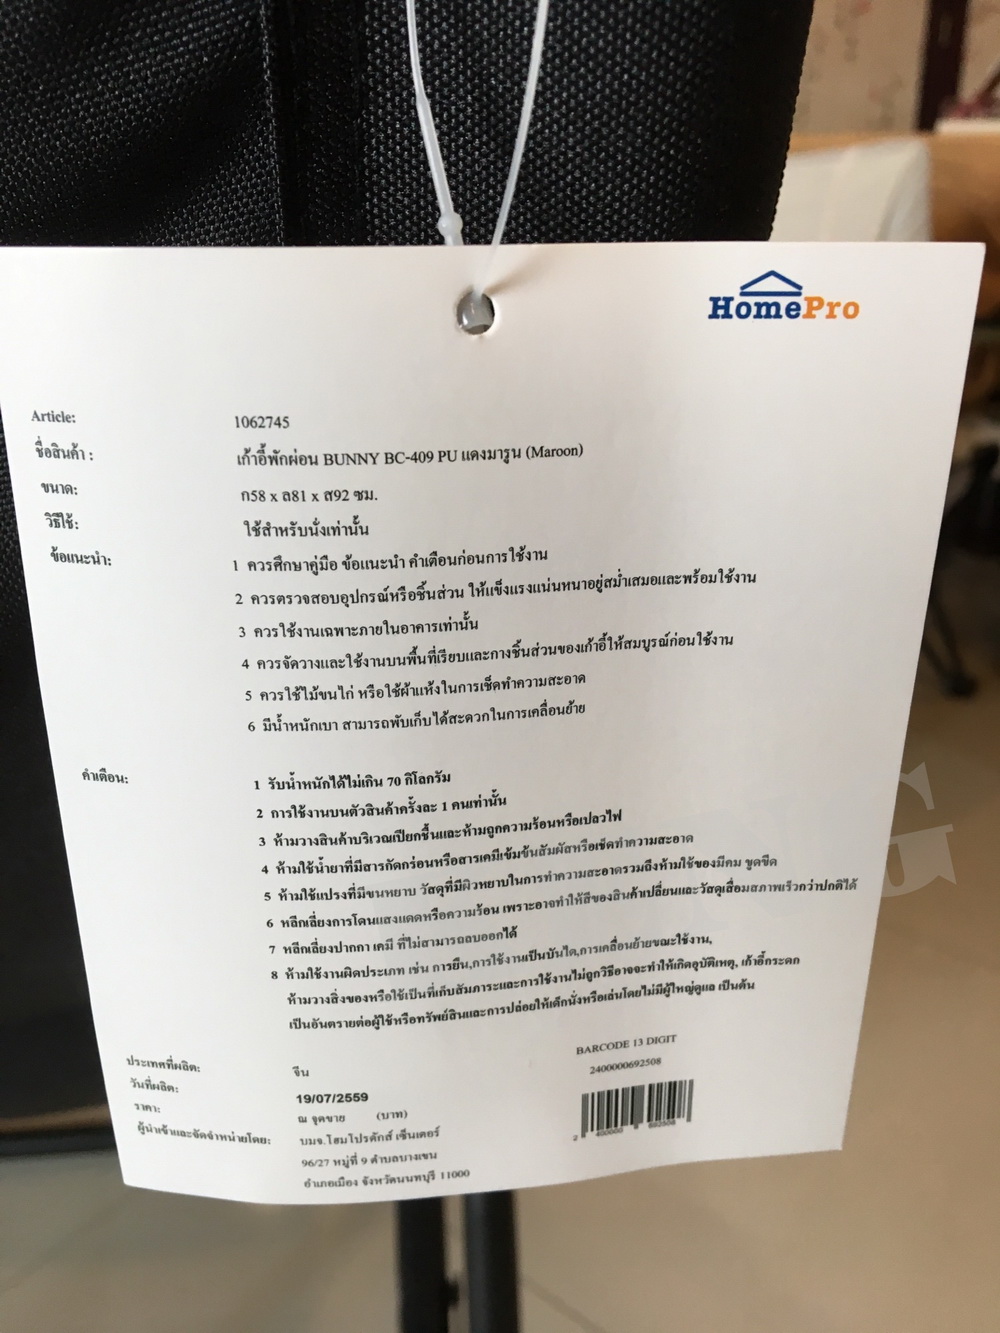 HomePro
Article: 1062745
ชื่อสินค้า : เก้าอี้พักผ่อน BUNNY BC-409 PU แดงมารูน (Maroon)
ขนาด: ก58 x ล81 x ส92 ซม.
วิธีใช้: ใช้สำหรับนั่งเท่านั้น
ข้อแนะนำ: 1 ควรศึกษาคู่มือ ข้อแนะนำ คำเตือนก่อนการใช้งาน
2 ควรตรวจสอบอุปกรณ์หรือชิ้นส่วน ให้แข็งแรงแน่นหนาอยู่สม่ำเสมอและพร้อมใช้งาน
3 ควรใช้งานเฉพาะภายในอาคารเท่านั้น
4 ควรจัดวางและใช้งานบนพื้นที่เรียบและกางชิ้นส่วนของเก้าอี้ให้สมบูรณ์ก่อนใช้งาน
5 ควรใช้ไม้ขนไก่ หรือใช้ผ้าแห้งในการเช็ดทำความสะอาด
6 มีน้ำหนักเบา สามารถพับเก็บได้สะดวกในการเคลื่อนย้าย
คำเตือน: 1 รับน้ำหนักได้ไม่เกิน 70 กิโลกรัม
2 การใช้งานบนตัวสินค้าครั้งละ 1 คนเท่านั้น
3 ห้ามวางสินค้าบริเวณเปียกชื้นและห้ามถูกความร้อนหรือเปลวไฟ
4 ห้ามใช้น้ำยาที่มีสารกัดกร่อนหรือสารเคมีเข้มข้นสัมผัสหรือเช็ดทำความสะอาด
5 ห้ามใช้แปรงที่มีขนหยาบ วัสดุที่มีผิวหยาบในการทำความสะอาดรวมถึงห้ามใช้ของมีคม ขูดขีด
6 หลีกเลี่ยงการโดนแสงแดดหรือความร้อน เพราะอาจทำให้สีของสินค้าเปลี่ยนและวัสดุเสื่อมสภาพเร็วกว่าปกติได้
7 หลีกเลี่ยงปากกา เคมี ที่ไม่สามารถลบออกได้
8 ห้ามใช้งานผิดประเภท เช่น การยืน,การใช้งานเป็นบันได,การเคลื่อนย้ายขณะใช้งาน,
ห้ามวางสิ่งของหรือใช้เป็นที่เก็บสัมภาระและการใช้งานไม่ถูกวิธีอาจจะทำให้เกิดอุบัติเหตุ, เก้าอี้กระดก
เป็นอันตรายต่อผู้ใช้หรือทรัพย์สินและการปล่อยให้เด็กนั่งหรือเล่นโดยไม่มีผู้ใหญ่ดูแล เป็นต้น
ประเทศที่ผลิต: จีน
วันที่ผลิต: 19/07/2559
ราคา: ณ จุดขาย (บาท)
ผู้นำเข้าและจัดจำหน่ายโดย: บมจ.โฮมโปรดักส์ เซ็นเตอร์
96/27 หมู่ที่ 9 ตำบลบางเขน
อำเภอเมือง จังหวัดนนทบุรี 11000
BARCODE 13 DIGIT
2400000692508
2 400000 692508